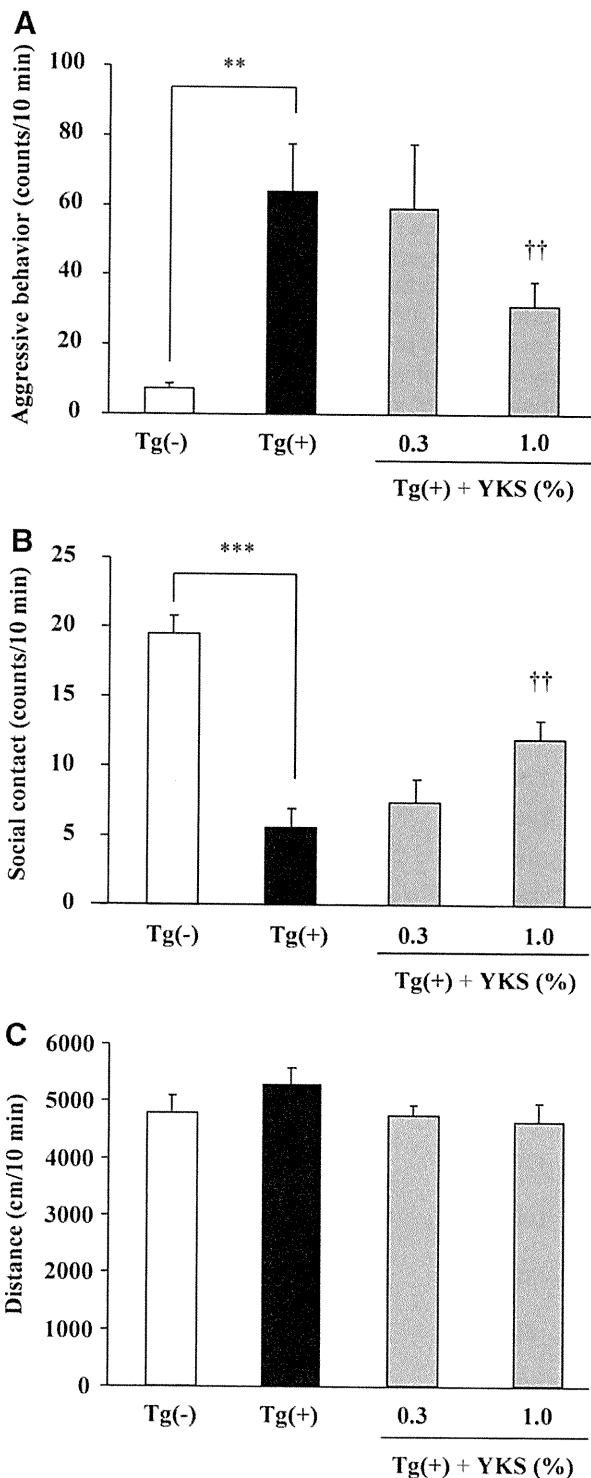 A
Aggressive behavior (counts/10 min)
100
80
60
40
20
0
**
††
Tg(-) Tg(+) 0.3 1.0
Tg(+) + YKS (%)
B
Social contact (counts/10 min)
25
20
15
10
5
0
***
††
Tg(-) Tg(+) 0.3 1.0
Tg(+) + YKS (%)
C
Distance (cm/10 min)
6000
5000
4000
3000
2000
1000
0
Tg(-) Tg(+) 0.3 1.0
Tg(+) + YKS (%)